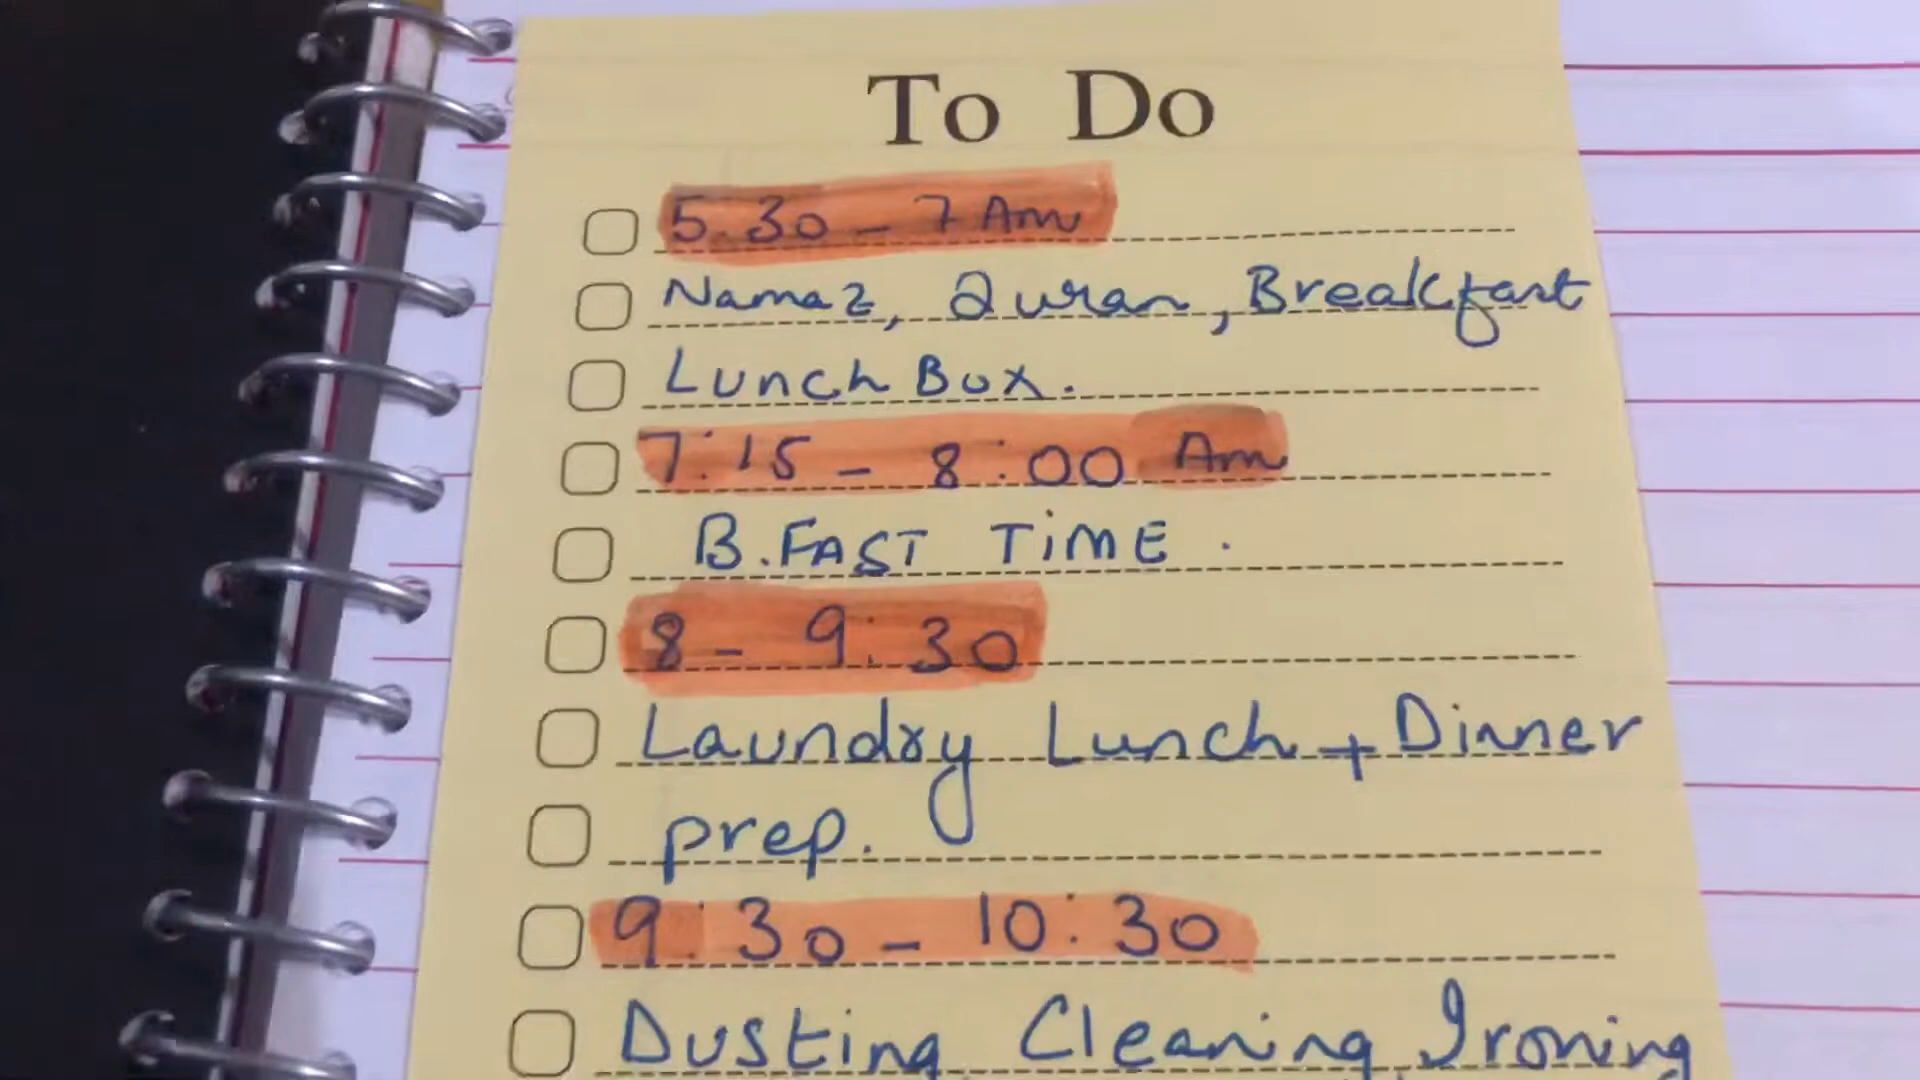 To Do
5.30 - 7 Am
Namaz, Quran, Breakfast
Lunch Box.
7:15 - 8:00 Am
B.FAST TiME.
8 - 9:30
Laundry Lunch + Dinner
prep.
9:30 - 10:30
Dusting, Cleaning, Ironing